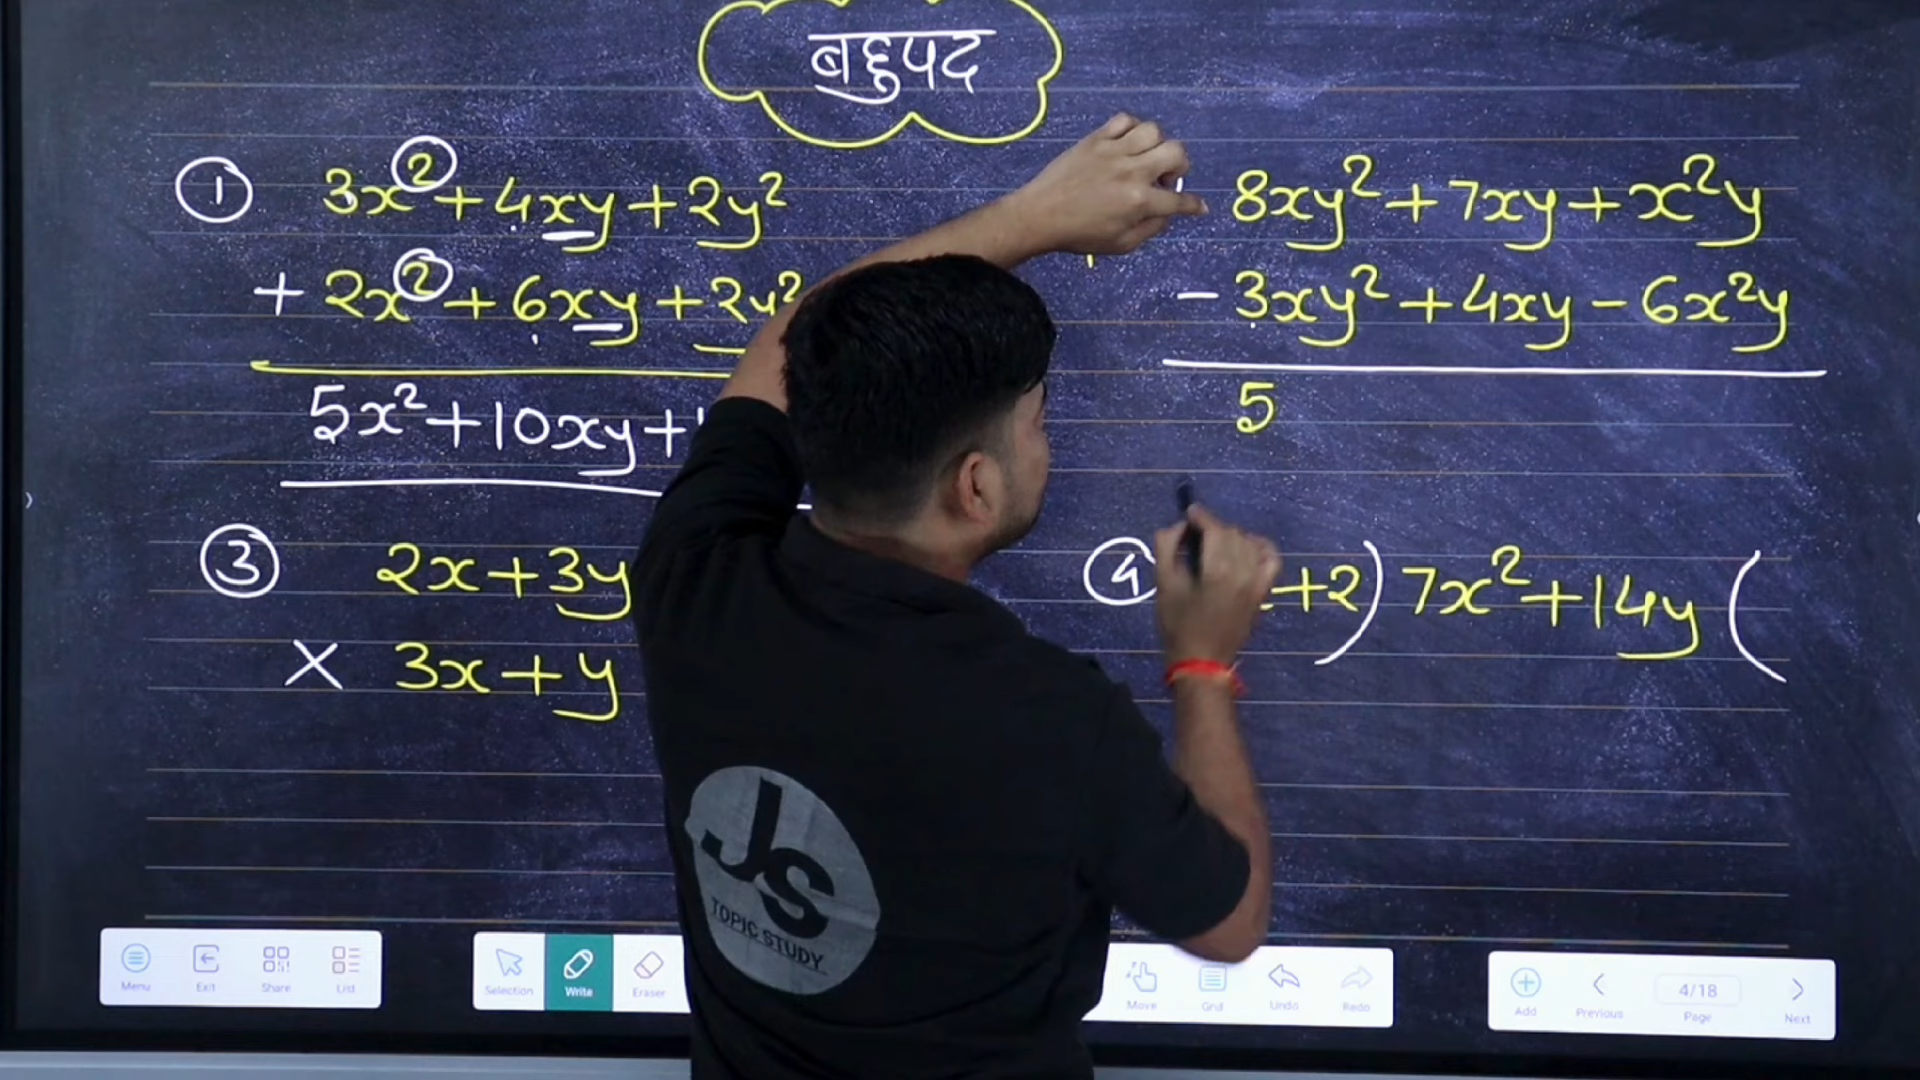 बहुपद
① 3x² + 4xy + 2y²
+ 2x² + 6xy + 2y²
5x² + 10xy +
8xy² + 7xy + x²y
- 3xy² + 4xy - 6x²y
5
③ 2x + 3y
× 3x + y
④ +2) 7x² + 14y (
JS
TOPIC STUDY
Menu Exit Share List
Selection Write Eraser
Move Grid Undo Redo
Add Previous 4/18 Page Next